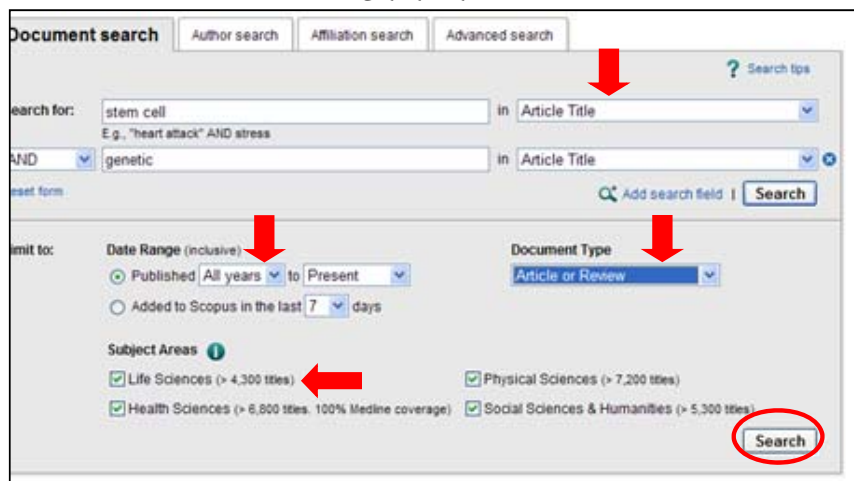 Document search Author search Affiliation search Advanced search
? Search tips
earch for: stem cell in Article Title
E.g., "heart attack" AND stress
AND genetic in Article Title
eset form Add search field | Search
imit to: Date Range (inclusive) Document Type
Published All years to Present Article or Review
Added to Scopus in the last 7 days
Subject Areas i
Life Sciences (> 4,300 titles) Physical Sciences (> 7,200 titles)
Health Sciences (> 6,800 titles. 100% Medline coverage) Social Sciences & Humanities (> 5,300 titles)
Search